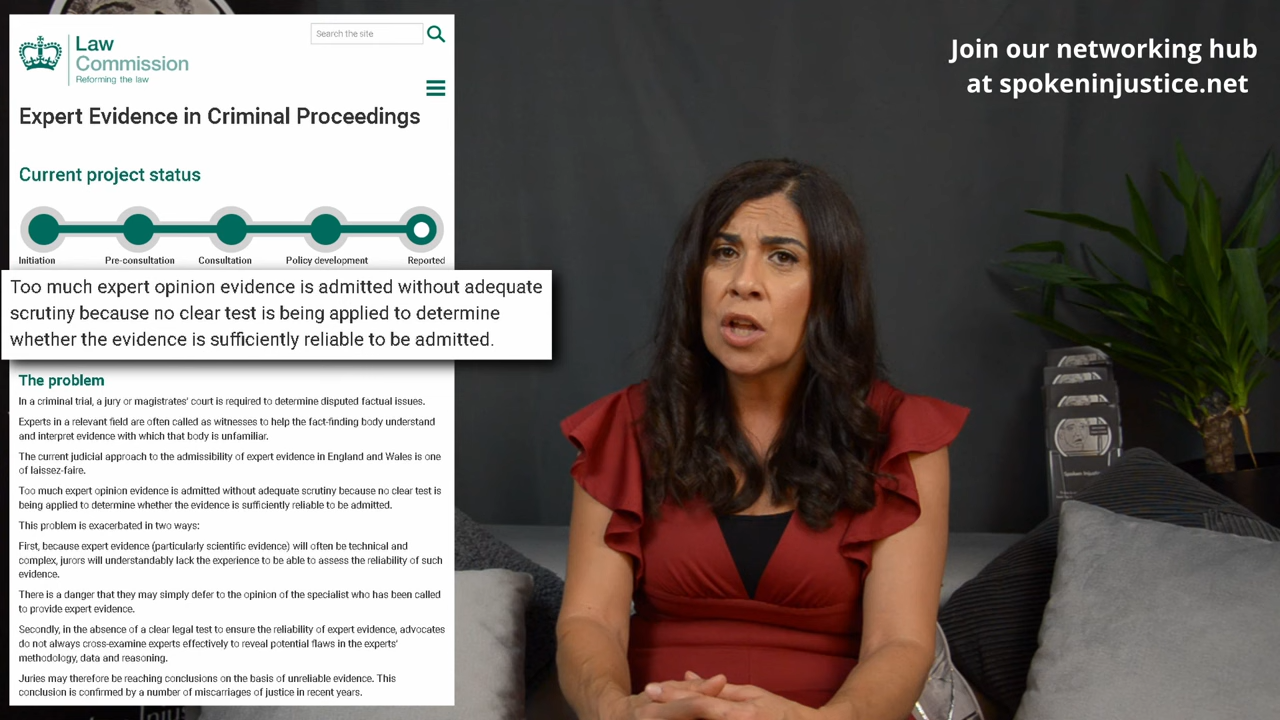 Law
Commission
Reforming the law
Search the site
Expert Evidence in Criminal Proceedings
Current project status
Initiation
Pre-consultation
Consultation
Policy development
Reported
Too much expert opinion evidence is admitted without adequate
scrutiny because no clear test is being applied to determine
whether the evidence is sufficiently reliable to be admitted.
The problem
In a criminal trial, a jury or magistrates' court is required to determine disputed factual issues.
Experts in a relevant field are often called as witnesses to help the fact-finding body understand
and interpret evidence with which that body is unfamiliar.
The current judicial approach to the admissibility of expert evidence in England and Wales is one
of laissez-faire.
Too much expert opinion evidence is admitted without adequate scrutiny because no clear test is
being applied to determine whether the evidence is sufficiently reliable to be admitted.
This problem is exacerbated in two ways:
First, because expert evidence (particularly scientific evidence) will often be technical and
complex, jurors will understandably lack the experience to be able to assess the reliability of such
evidence.
There is a danger that they may simply defer to the opinion of the specialist who has been called
to provide expert evidence.
Secondly, in the absence of a clear legal test to ensure the reliability of expert evidence, advocates
do not always cross-examine experts effectively to reveal potential flaws in the experts'
methodology, data and reasoning.
Juries may therefore be reaching conclusions on the basis of unreliable evidence. This
conclusion is confirmed by a number of miscarriages of justice in recent years.
Join our networking hub
at spokeninjustice.net
Spoken Injustice